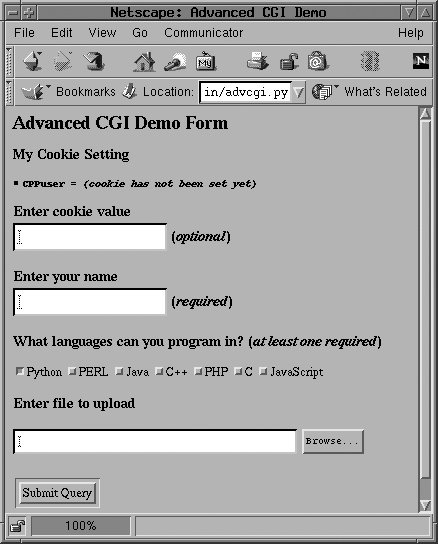 Netscape: Advanced CGI Demo
File Edit View Go Communicator Help
My
N
Bookmarks Location: in/advcgi.py What's Related
Advanced CGI Demo Form
My Cookie Setting
CPPuser = (cookie has not been set yet)
Enter cookie value
(optional)
Enter your name
(required)
What languages can you program in? (at least one required)
Python PERL Java C++ PHP C JavaScript
Enter file to upload
Browse...
Submit Query
100%